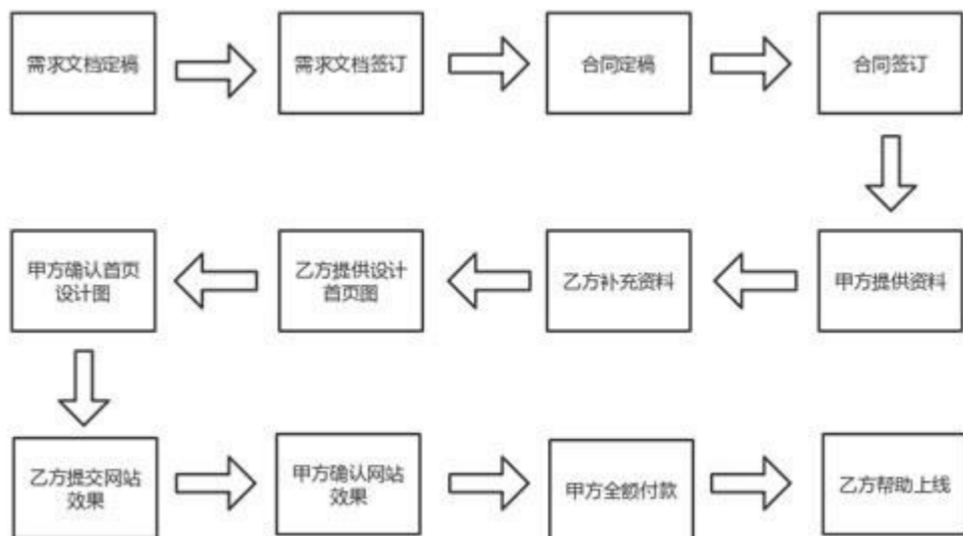 需求文档定稿
需求文档签订
合同定稿
合同签订
甲方提供资料
乙方补充资料
乙方提供设计
首页图
甲方确认首页
设计图
乙方提交网站
效果
甲方确认网站
效果
甲方全额付款
乙方帮助上线